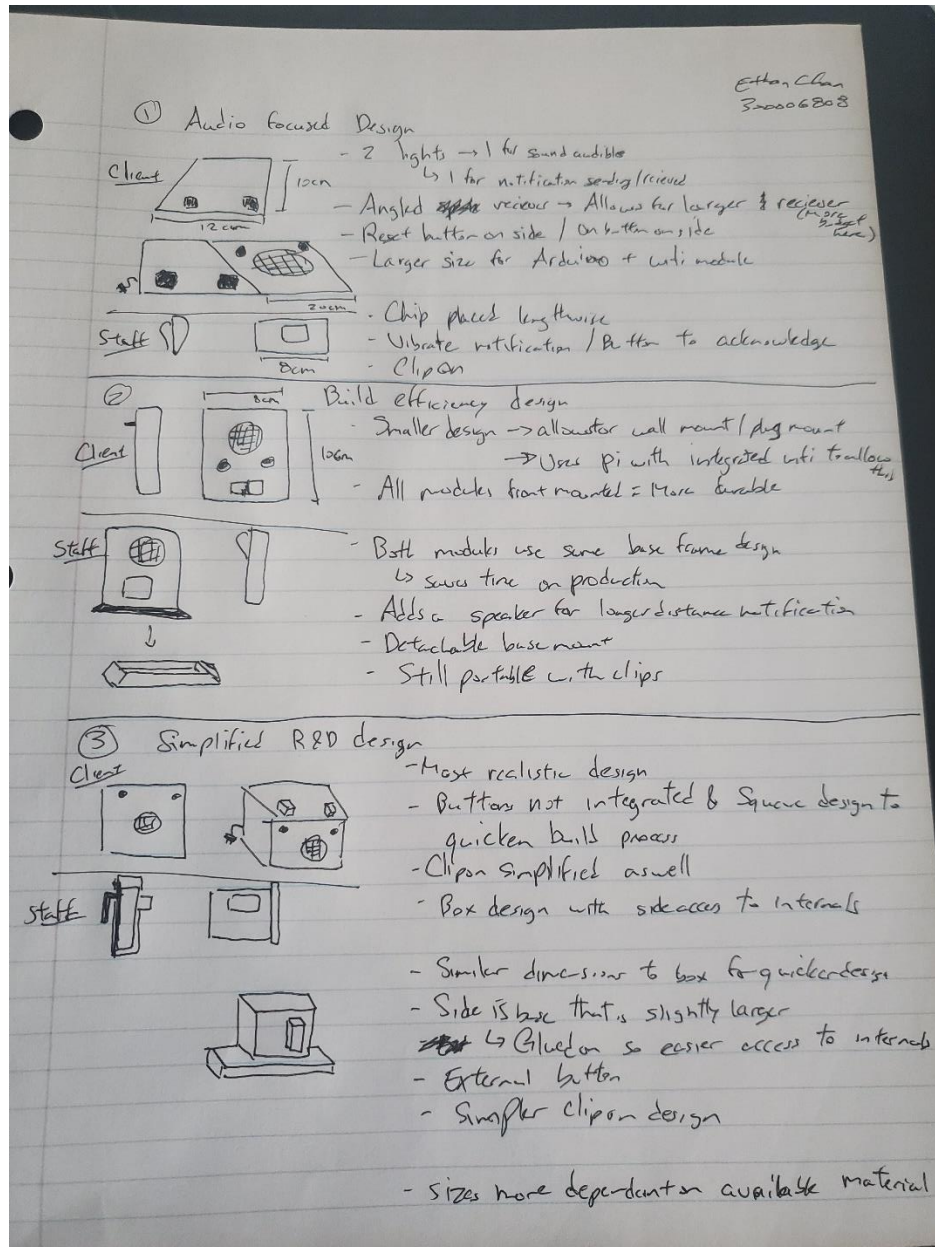 Ethan Chan
300006808
① Audio focused Design
Client
10cm
12cm
- 2 lights → 1 for sound audible
↳ 1 for notification sending/recieved
- Angled reciever → Allows for larger reciever
(More budget here)
- Reset button on side / On button on side
- Larger size for Arduino + wifi module
20cm
Staff
8cm
- Chip placed lengthwise
- Vibrate notification / Button to acknowledge
- Clip on
② Build efficiency design
Client
8cm
10cm
- Smaller design → allows for wall mount / plug mount
→ Uses pi with integrated wifi to allow this
- All modules front mounted = More durable
Staff
- Both modules use same base frame design
↳ saves time on production
- Adds a speaker for longer distance notification
- Detachable base mount
- Still portable with clips
③ Simplified R&D design
Client
- Most realistic design
- Buttons not integrated & Square design to
quicken build process
- Clip on simplified aswell
- Box design with side acces to internals
Staff
- Similar dimensions to box for quicker design
- Side is base that is slightly larger
↳ Glued on so easier access to internals
- External button
- Simpler clip on design
- sizes more dependant on available material